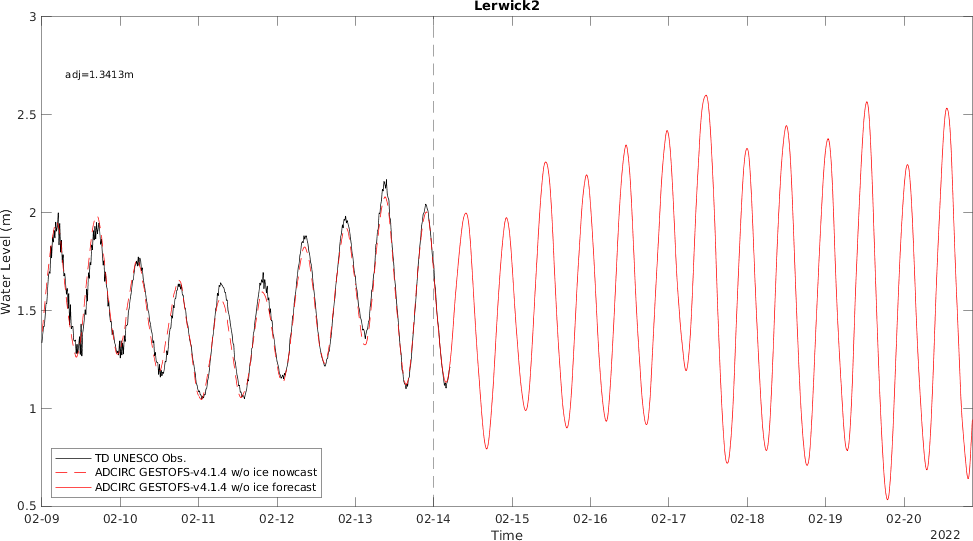 Lerwick2
3
2.5
2
1.5
1
0.5
Water Level (m)
adj=1.3413m
TD UNESCO Obs.
ADCIRC GESTOFS-v4.1.4 w/o ice nowcast
ADCIRC GESTOFS-v4.1.4 w/o ice forecast
02-09 02-10 02-11 02-12 02-13 02-14 02-15 02-16 02-17 02-18 02-19 02-20
Time
2022